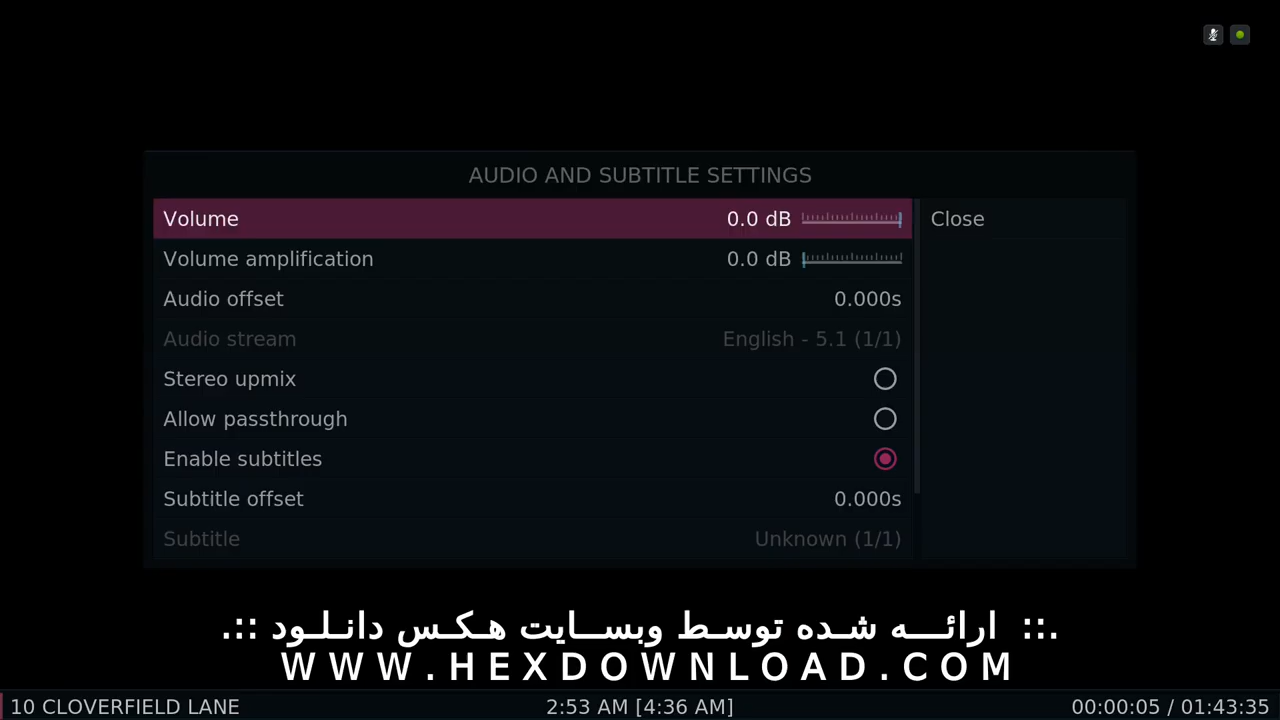 AUDIO AND SUBTITLE SETTINGS
Volume 0.0 dB
Close
Volume amplification 0.0 dB
Audio offset 0.000s
Audio stream English - 5.1 (1/1)
Stereo upmix
Allow passthrough
Enable subtitles
Subtitle offset 0.000s
Subtitle Unknown (1/1)
.:: ارائـــه شـده توسـط وبســايت هـکـس دانـلـود ::.
W W W . H E X D O W N L O A D . C O M
10 CLOVERFIELD LANE 2:53 AM [4:36 AM] 00:00:05 / 01:43:35